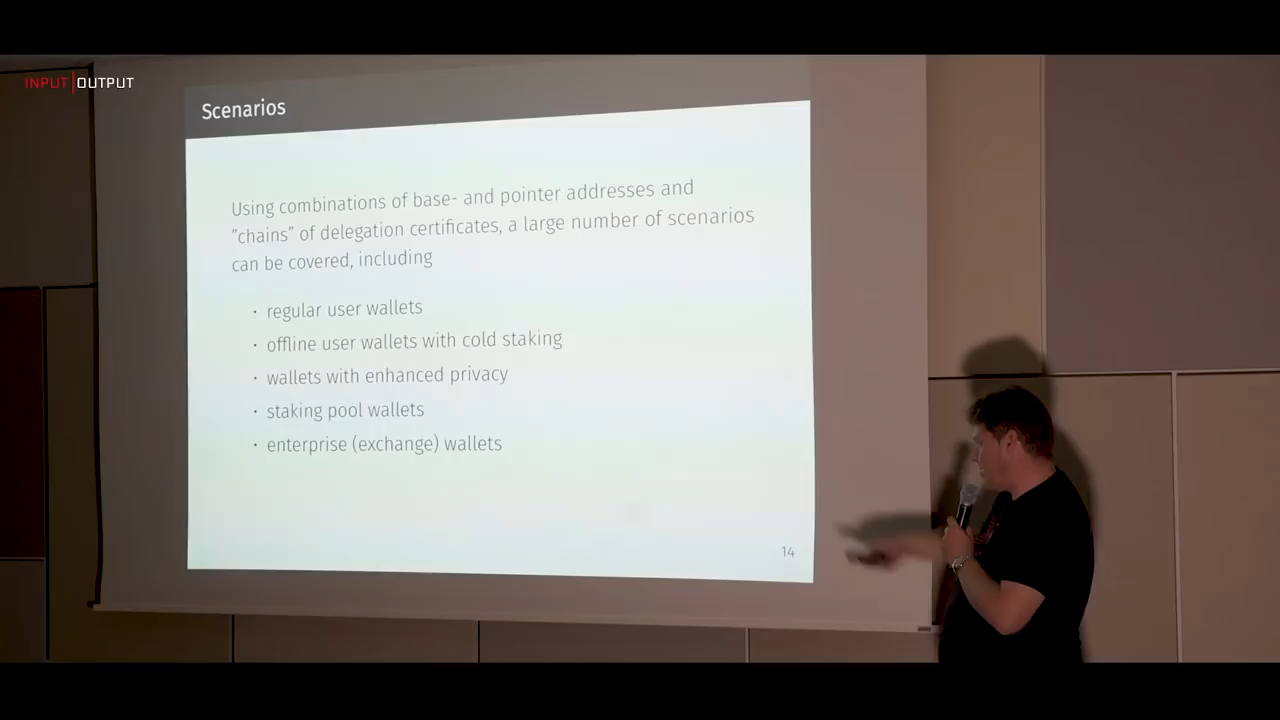 INPUT|OUTPUT
Scenarios
Using combinations of base- and pointer addresses and
"chains" of delegation certificates, a large number of scenarios
can be covered, including
· regular user wallets
· offline user wallets with cold staking
· wallets with enhanced privacy
· staking pool wallets
· enterprise (exchange) wallets
14